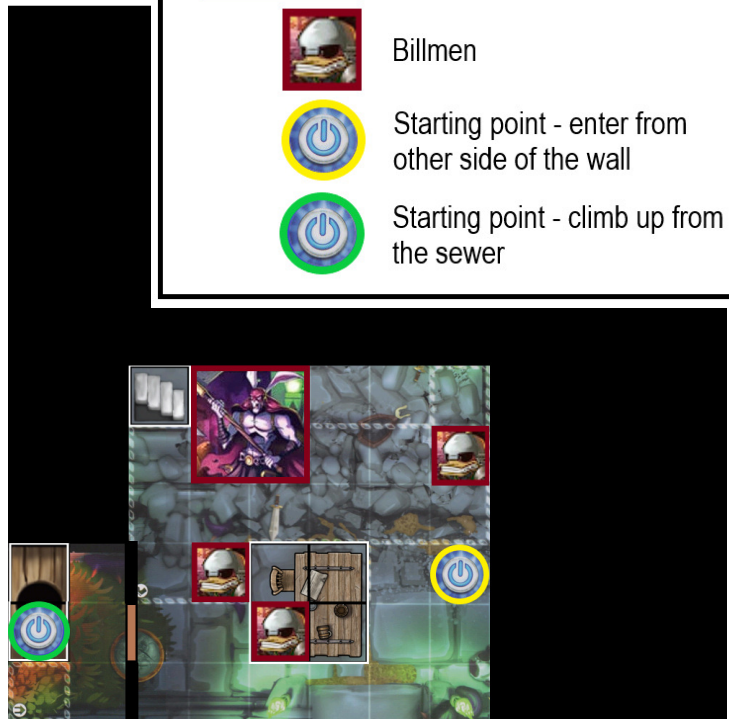 Billmen
Starting point - enter from
other side of the wall
Starting point - climb up from
the sewer